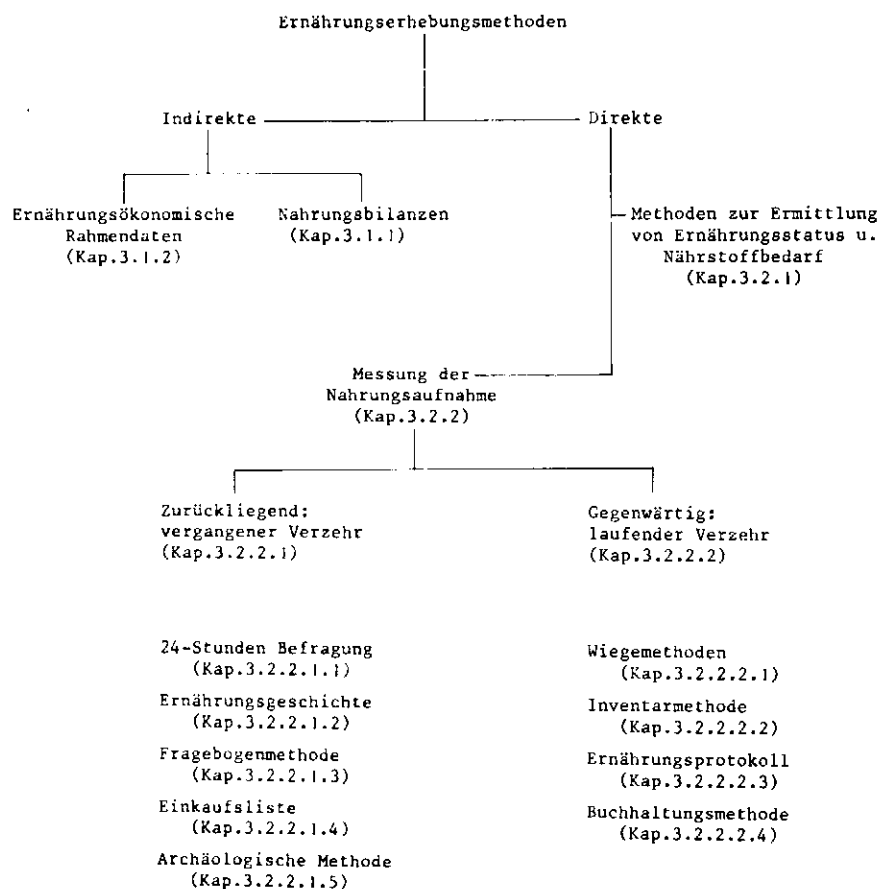 Ernährungserhebungsmethoden
Indirekte
Direkte
Ernährungsökonomische
Rahmendaten
(Kap.3.1.2)
Nahrungsbilanzen
(Kap.3.1.1)
Methoden zur Ermittlung
von Ernährungsstatus u.
Nährstoffbedarf
(Kap.3.2.1)
Messung der
Nahrungsaufnahme
(Kap.3.2.2)
Zurückliegend:
vergangener Verzehr
(Kap.3.2.2.1)
24-Stunden Befragung
(Kap.3.2.2.1.1)
Ernährungsgeschichte
(Kap.3.2.2.1.2)
Fragebogenmethode
(Kap.3.2.2.1.3)
Einkaufsliste
(Kap.3.2.2.1.4)
Archäologische Methode
(Kap.3.2.2.1.5)
Gegenwärtig:
laufender Verzehr
(Kap.3.2.2.2)
Wiegemethoden
(Kap.3.2.2.2.1)
Inventarmethode
(Kap.3.2.2.2.2)
Ernährungsprotokoll
(Kap.3.2.2.2.3)
Buchhaltungsmethode
(Kap.3.2.2.2.4)